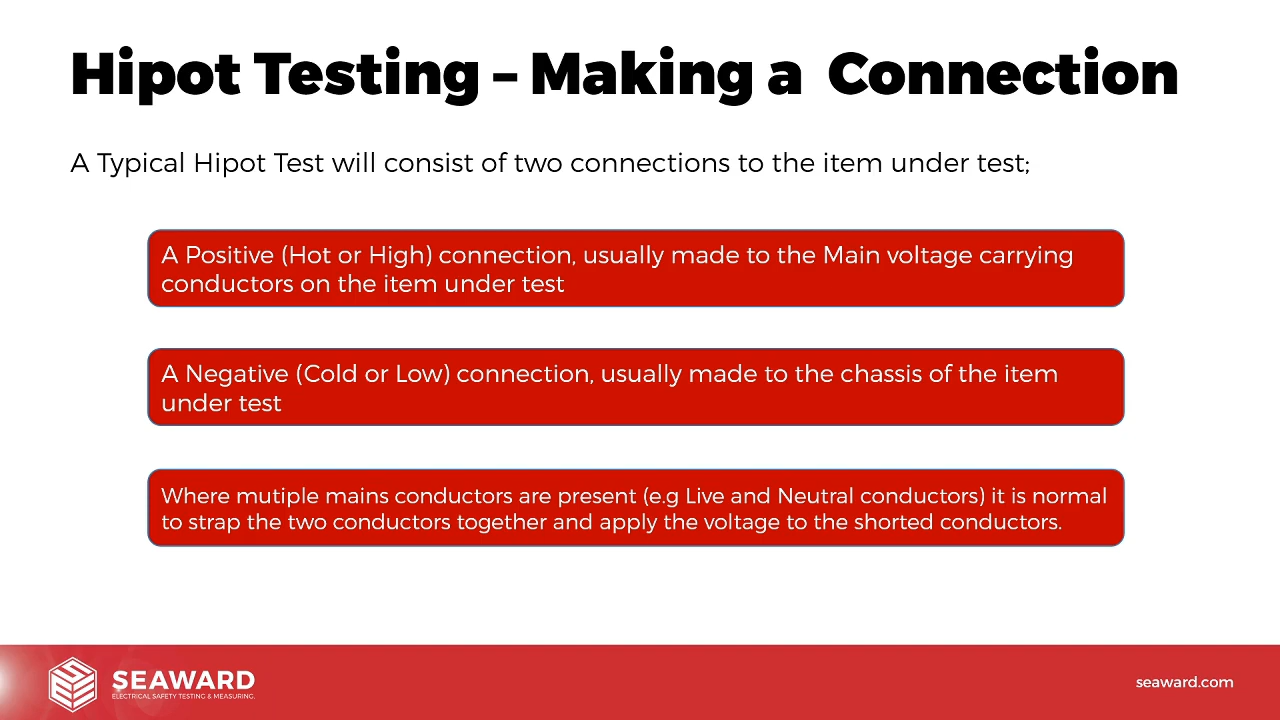 Hipot Testing – Making a Connection
A Typical Hipot Test will consist of two connections to the item under test;
A Positive (Hot or High) connection, usually made to the Main voltage carrying
conductors on the item under test
A Negative (Cold or Low) connection, usually made to the chassis of the item
under test
Where mutiple mains conductors are present (e.g Live and Neutral conductors) it is normal
to strap the two conductors together and apply the voltage to the shorted conductors.
SEAWARD
ELECTRICAL SAFETY TESTING & MEASURING.
seaward.com